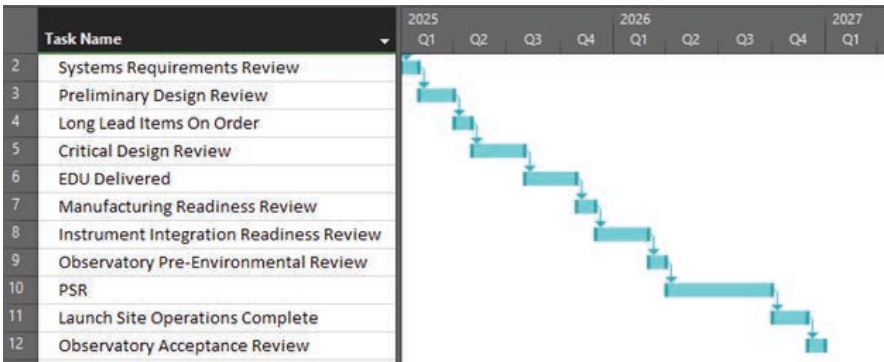 2025 2026 2027
Task Name Q1 Q2 Q3 Q4 Q1 Q2 Q3 Q4 Q1
2 Systems Requirements Review
3 Preliminary Design Review
4 Long Lead Items On Order
5 Critical Design Review
6 EDU Delivered
7 Manufacturing Readiness Review
8 Instrument Integration Readiness Review
9 Observatory Pre-Environmental Review
10 PSR
11 Launch Site Operations Complete
12 Observatory Acceptance Review